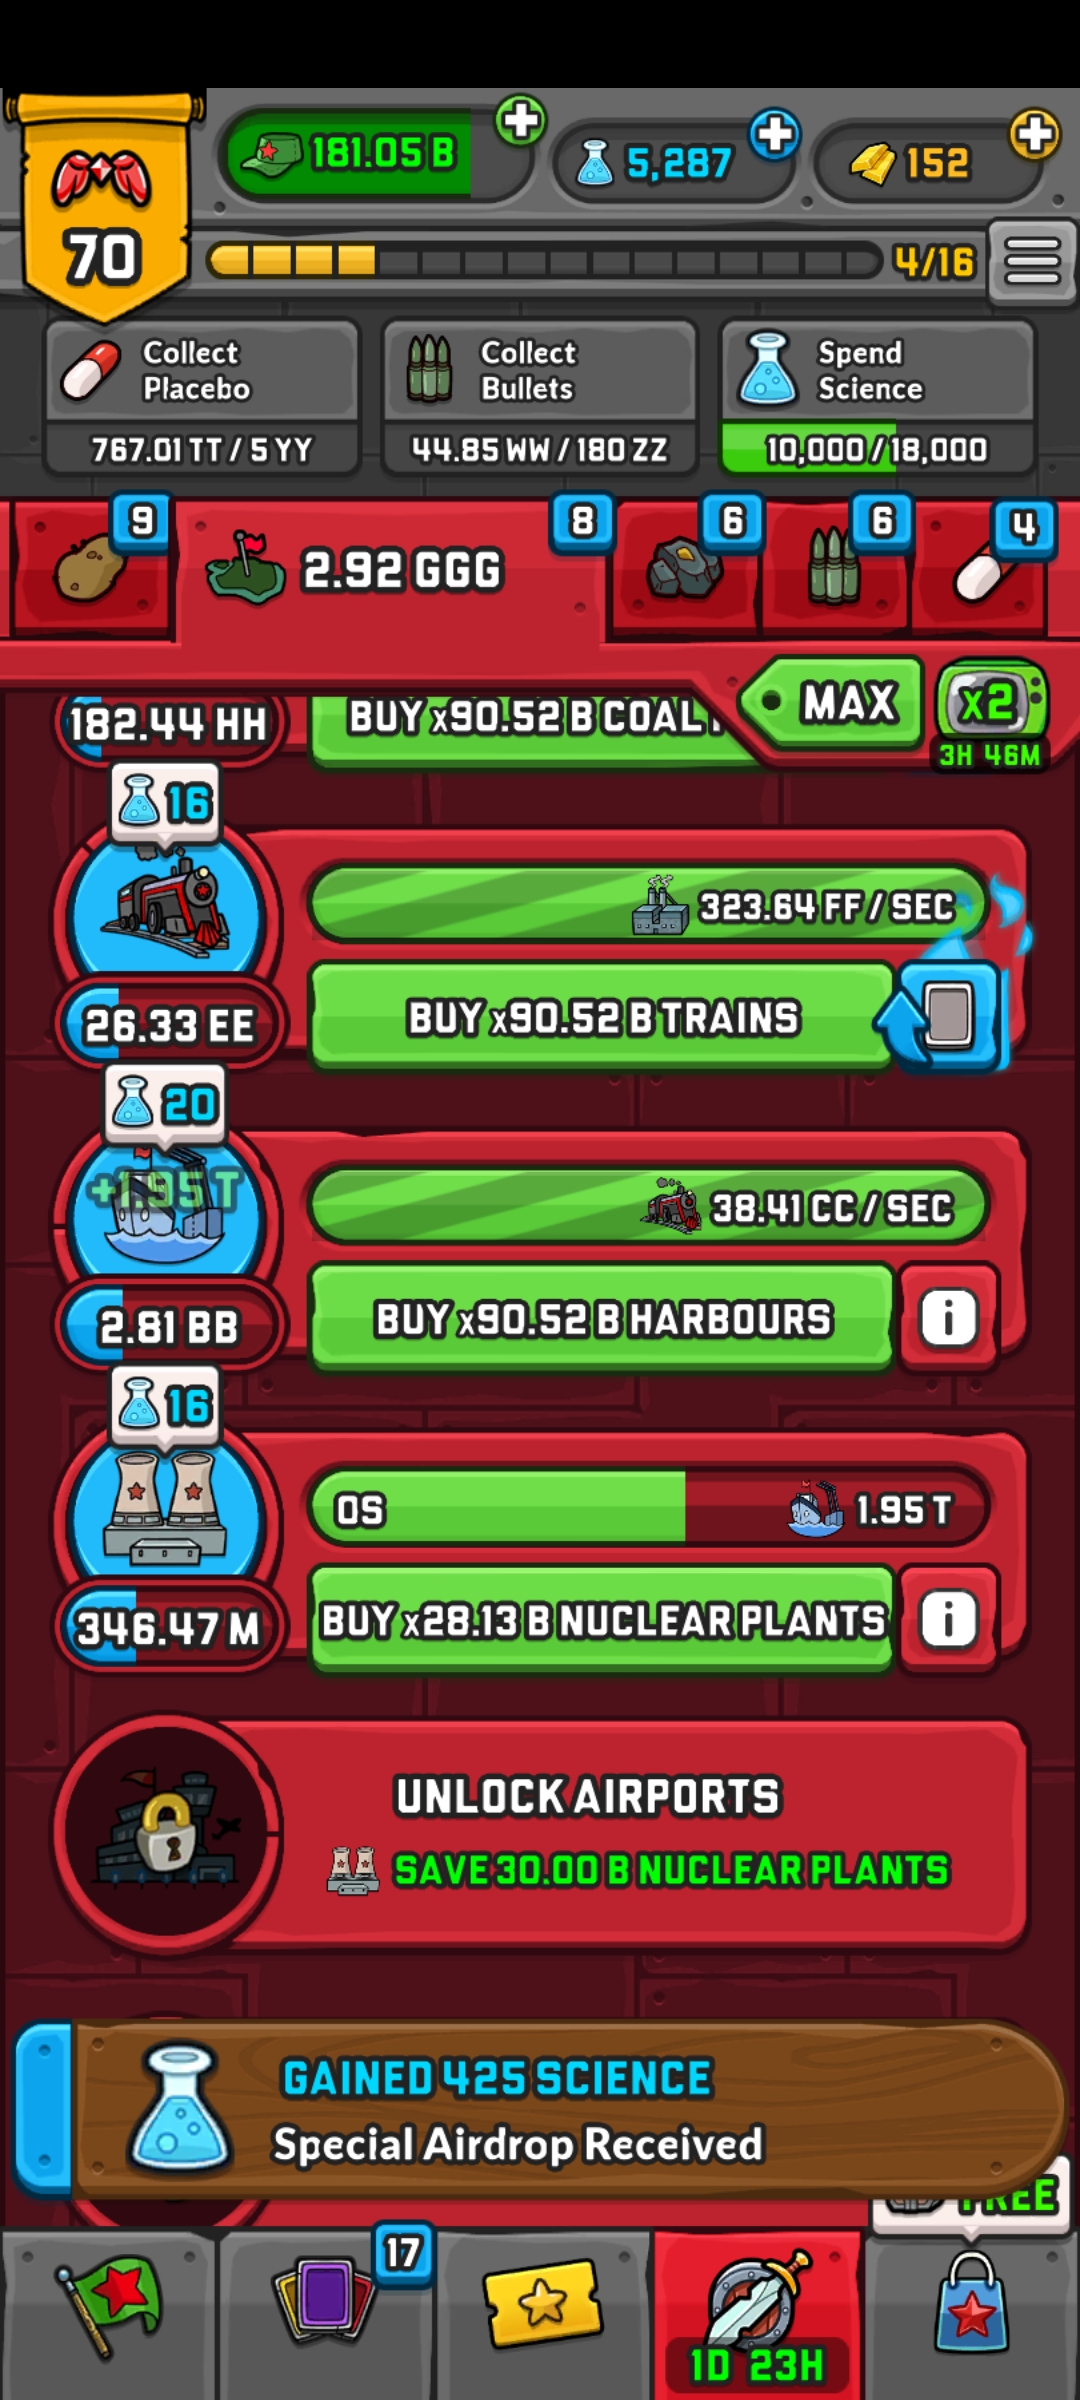 181.05 B
5,287
152
70
4/16
Collect
Placebo
767.01 TT / 5 YY
Collect
Bullets
44.85 WW / 180 ZZ
Spend
Science
10,000 / 18,000
9
2.92 GGG
8
6
6
4
MAX
x2
3H 46M
182.44 HH
BUY x90.52 B COAL
16
323.64 FF / SEC
26.33 EE
BUY x90.52 B TRAINS
20
+1.95 T
38.41 CC / SEC
2.81 BB
BUY x90.52 B HARBOURS
i
16
0S
1.95 T
346.47 M
BUY x28.13 B NUCLEAR PLANTS
i
UNLOCK AIRPORTS
SAVE 30.00 B NUCLEAR PLANTS
GAINED 425 SCIENCE
Special Airdrop Received
FREE
17
1D 23H